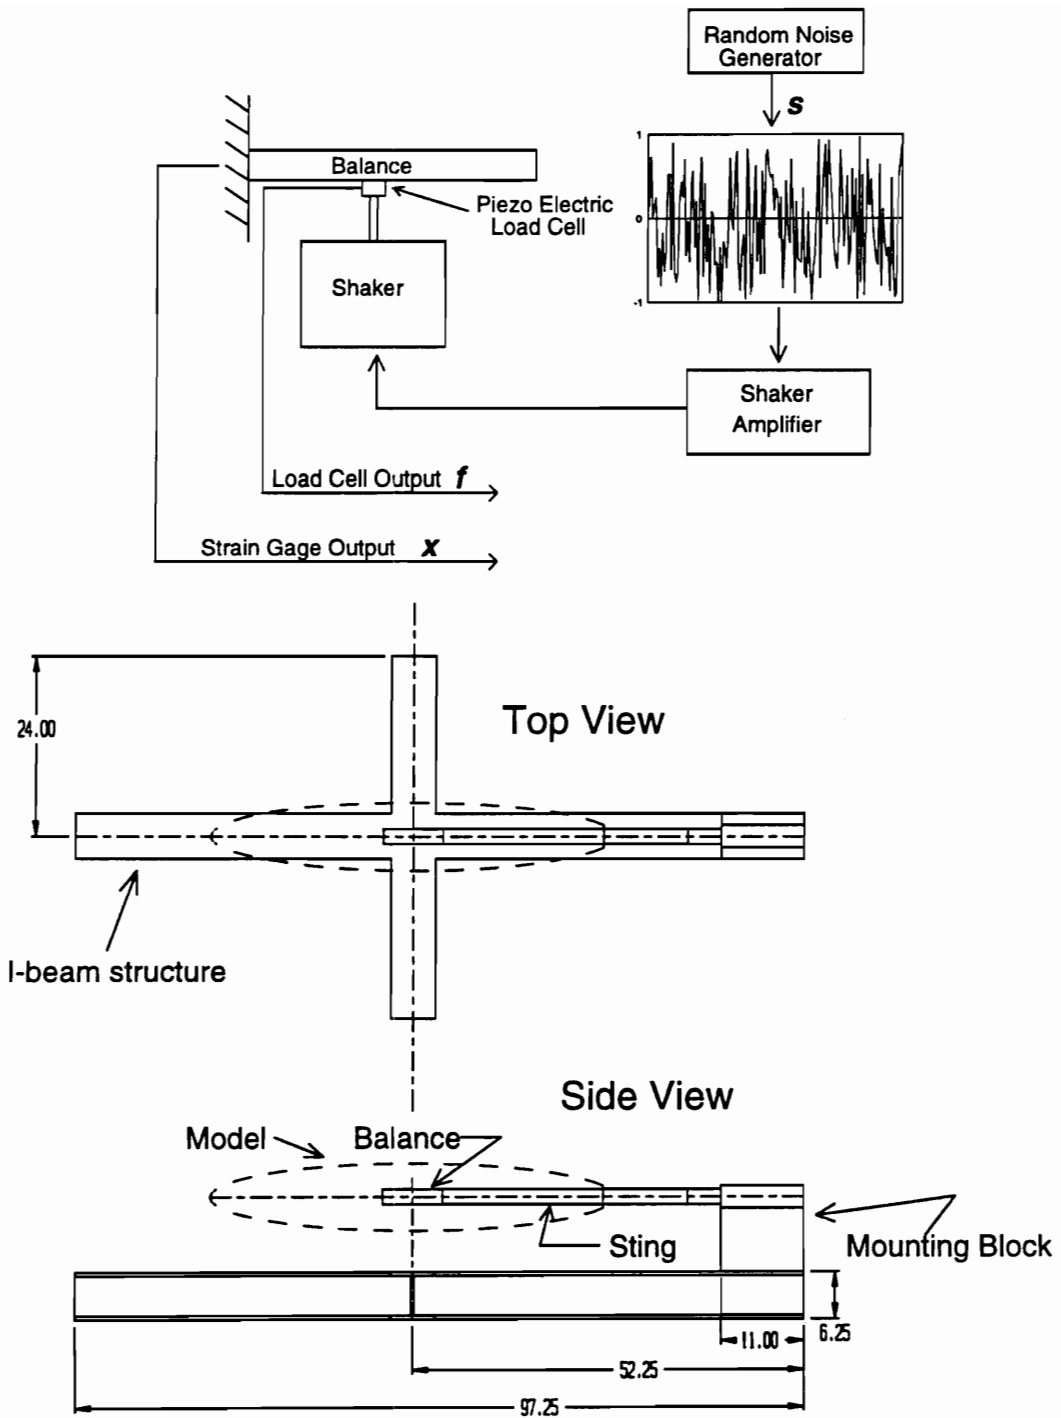 Random Noise
Generator
S
1
0
-1
Balance
Piezo Electric
Load Cell
Shaker
Shaker
Amplifier
Load Cell Output f
Strain Gage Output X
24.00
Top View
I-beam structure
Side View
Model
Balance
Sting
Mounting Block
11.00
6.25
52.25
97.25